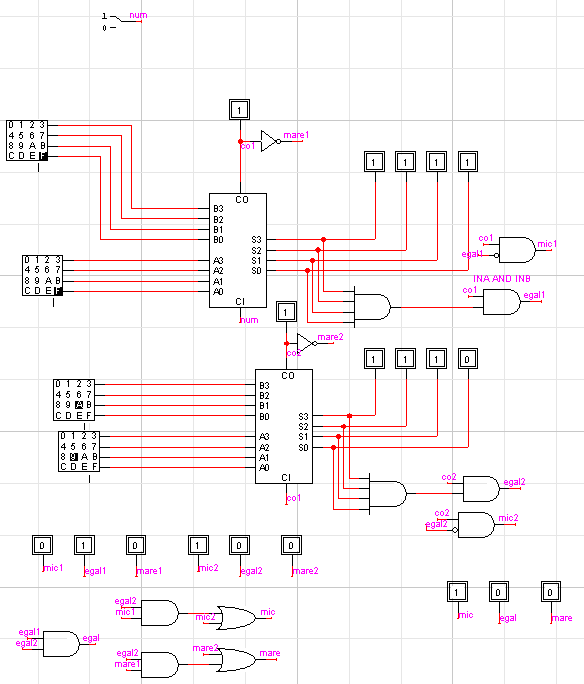 1 num
0
1
0 1 2 3
4 5 6 7
8 9 A B
C D E F
co1 mare1
1 1 1 1
CO
B3
B2
B1
B0
S3
S2
S1
S0
A3
A2
A1
A0
CI
num
co1
egal1 mic1
INA AND INB
co1 egal1
0 1 2 3
4 5 6 7
8 9 A B
C D E F
1
co2 mare2
1 1 1 0
CO
B3
B2
B1
B0
S3
S2
S1
S0
A3
A2
A1
A0
CI
co1
0 1 2 3
4 5 6 7
8 9 A B
C D E F
0 1 2 3
4 5 6 7
8 9 A B
C D E F
co2 egal2
co2 mic2
egal2
0 1 0 1 0 0
mic1 egal1 mare1 mic2 egal2 mare2
1 0 0
mic egal mare
egal2
mic1 mic2 mic
egal1 egal
egal2
egal2 mare2 mare
mare1